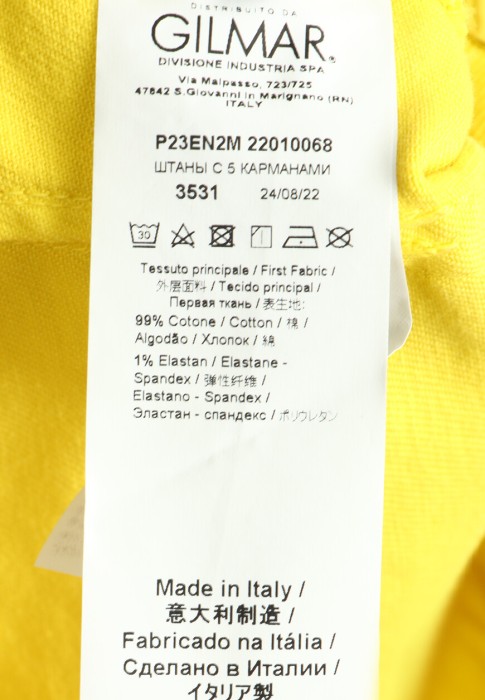 DISTRIBUITO DA
GILMAR®
DIVISIONE INDUSTRIA SPA
Via Malpasso, 723/725
47842 S.Giovanni in Marignano (RN)
ITALY
P23EN2M 22010068
ШТАНЫ С 5 КАРМАНАМИ
3531 24/08/22
30
Tessuto principale / First Fabric /
外层面料 / Tecido principal /
Первая ткань / 表生地:
99% Cotone / Cotton / 棉 /
Algodão / Хлопок / 綿
1% Elastan / Elastane -
Spandex / 弹性纤维 /
Elastano - Spandex /
Эластан - спандекс / ポリウレタン
Made in Italy /
意大利制造 /
Fabricado na Itália /
Сделано в Италии /
イタリア製